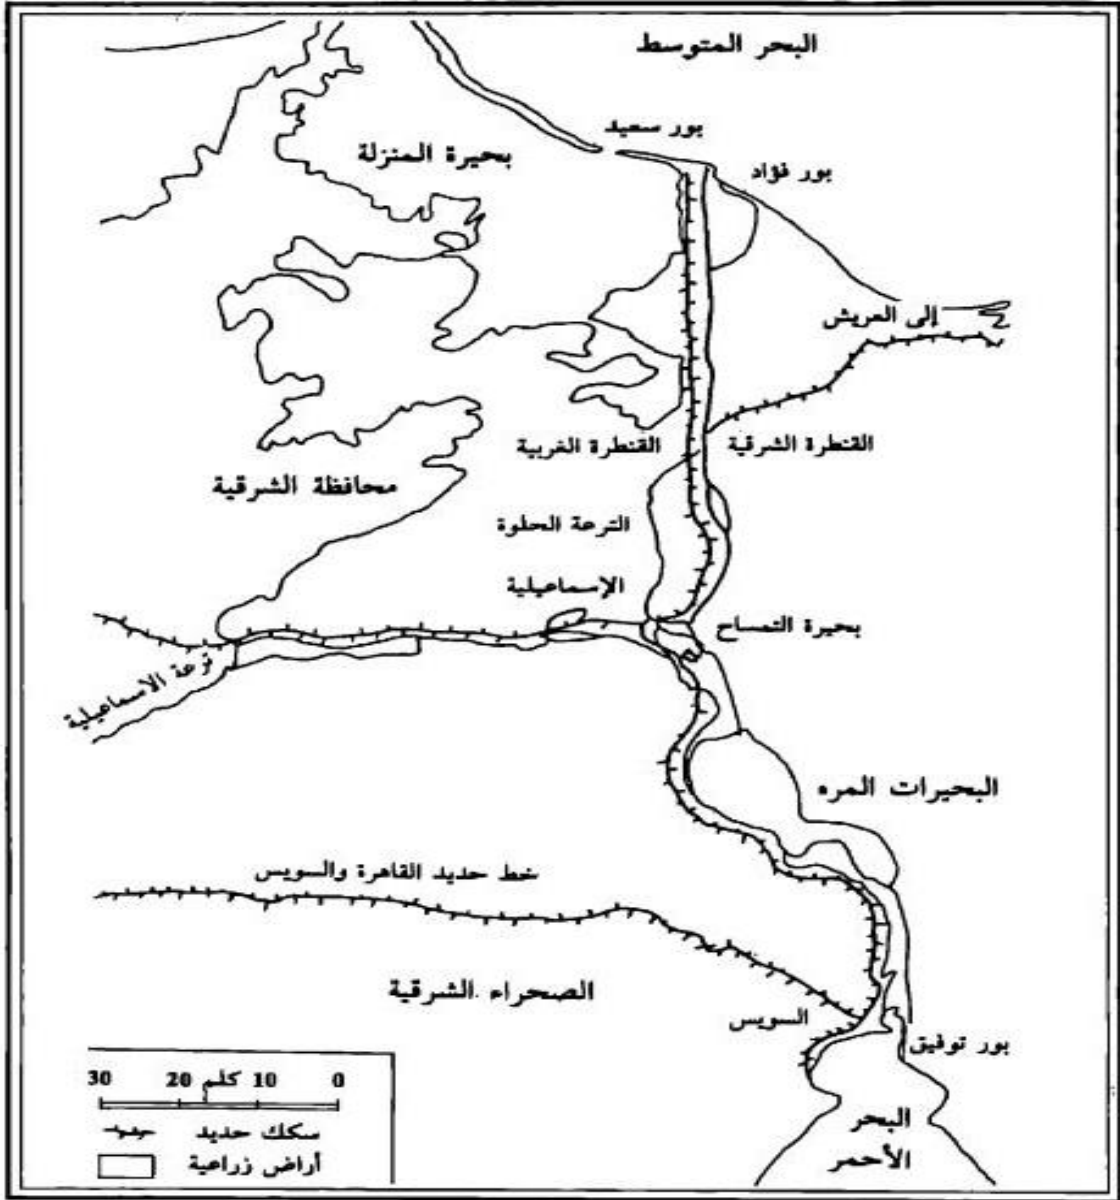 البحر المتوسط
بور سعيد
بحيرة المنزلة
بور فؤاد
إلى العريش
القنطرة الشرقية
القنطرة الغربية
محافظة الشرقية
الترعة الحلوة
الإسماعيلية
بحيرة التمساح
ترعة الاسماعيلية
البحيرات المره
خط حديد القاهرة والسويس
الصحراء الشرقية
السويس
بور توفيق
البحر
الأحمر
0 10 كلم 20 30
سكك حديد
أراض زراعية